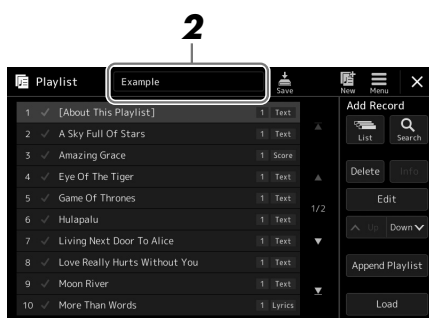 2
Playlist Example Save New Menu
1 [About This Playlist] 1 Text
2 A Sky Full Of Stars 1 Text
3 Amazing Grace 1 Score
4 Eye Of The Tiger 1 Text
5 Game Of Thrones 1 Text
6 Hulapalu 1 Text
7 Living Next Door To Alice 1 Text
8 Love Really Hurts Without You 1 Text
9 Moon River 1 Text
10 More Than Words 1 Lyrics
1/2
Add Record
List Search
Delete Info
Edit
Up Down
Append Playlist
Load